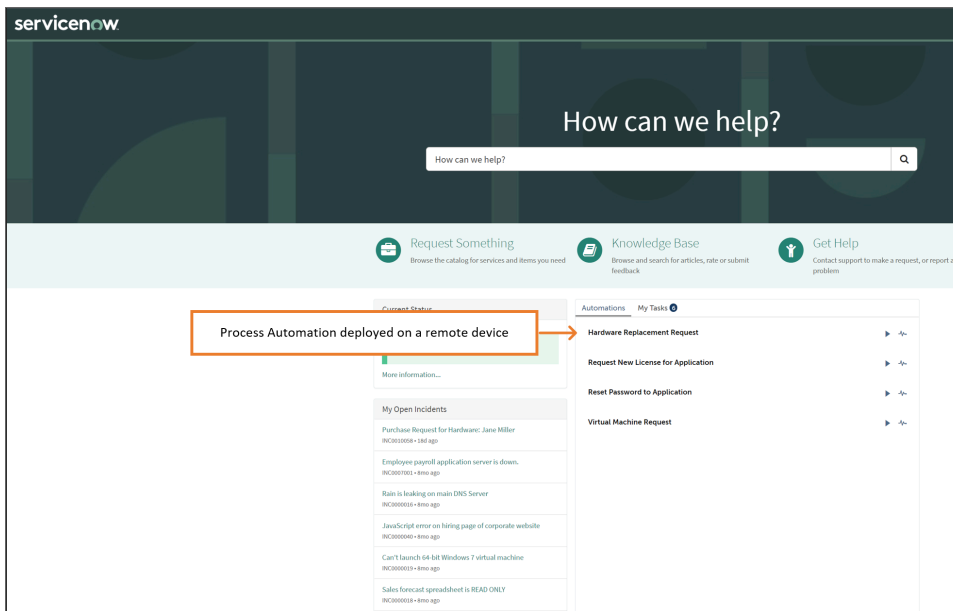 servicenow.
How can we help?
How can we help?
Request Something
Browse the catalog for services and items you need
Knowledge Base
Browse and search for articles, rate or submit
feedback
Get Help
Contact support to make a request, or report a
problem
Current Status
Process Automation deployed on a remote device
More information...
My Open Incidents
Purchase Request for Hardware: Jane Miller
INC0010058 • 18d ago
Employee payroll application server is down.
INC0007001 • 8mo ago
Rain is leaking on main DNS Server
INC0000016 • 8mo ago
JavaScript error on hiring page of corporate website
INC0000040 • 8mo ago
Can't launch 64-bit Windows 7 virtual machine
INC0000019 • 8mo ago
Sales forecast spreadsheet is READ ONLY
INC0000018 • 8mo ago
Automations My Tasks 6
Hardware Replacement Request
Request New License for Application
Reset Password to Application
Virtual Machine Request